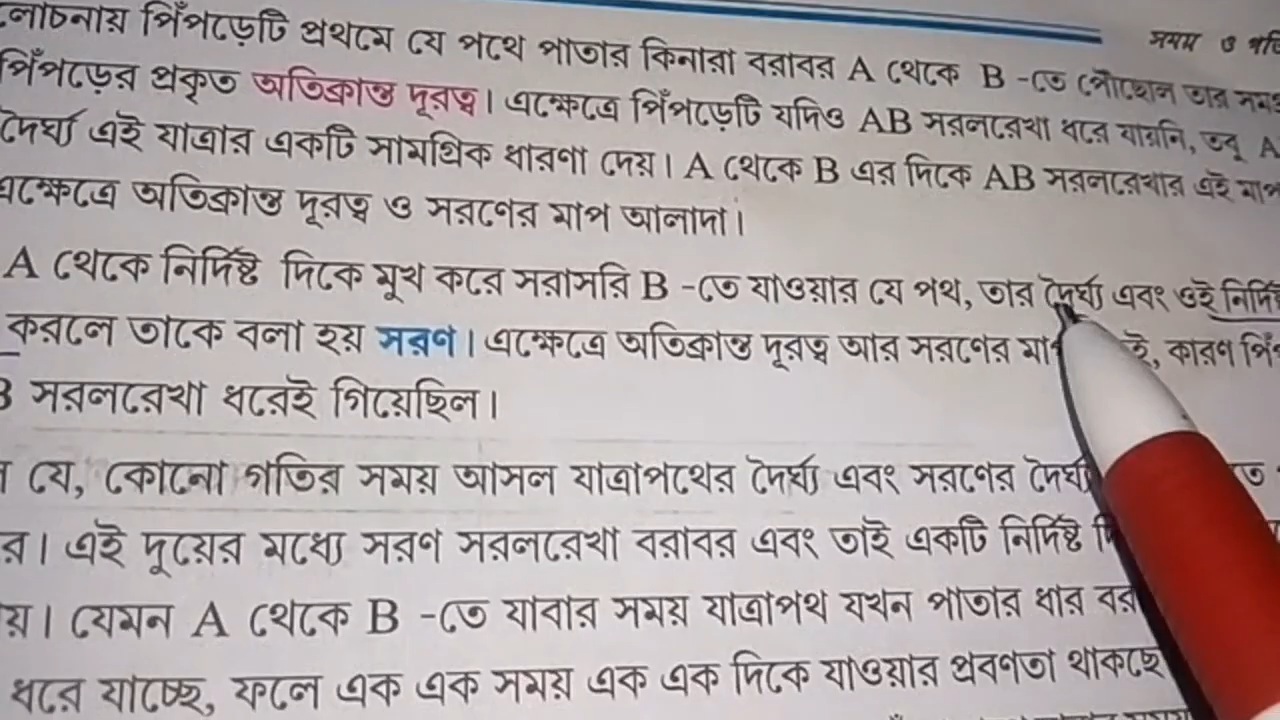 সময় ও
লোচনায় পিঁপড়েটি প্রথমে যে পথে পাতার কিনারা বরাবর A থেকে B -তে পৌঁছোল তার
পিঁপড়ের প্রকৃত অতিক্রান্ত দূরত্ব। এক্ষেত্রে পিঁপড়েটি যদিও AB সরলরেখা ধরে যায়নি, তবু A
দৈর্ঘ্য এই যাত্রার একটি সামগ্রিক ধারণা দেয়। A থেকে B এর দিকে AB সরলরেখার এই মাপ
এক্ষেত্রে অতিক্রান্ত দূরত্ব ও সরণের মাপ আলাদা।
A থেকে নির্দিষ্ট দিকে মুখ করে সরাসরি B -তে যাওয়ার যে পথ, তার দৈর্ঘ্য এবং ওই নির্দি
করলে তাকে বলা হয় সরণ। এক্ষেত্রে অতিক্রান্ত দূরত্ব আর সরণের কারণ
B সরলরেখা ধরেই গিয়েছিল।
যে, কোনো গতির সময় আসল যাত্রাপথের দৈর্ঘ্য এবং সরণের দৈর্ঘ্য
র। এই দুয়ের মধ্যে সরণ সরলরেখা বরাবর এবং তাই একটি নির্দিষ্ট
য়। যেমন A থেকে B -তে যাবার সময় যাত্রাপথ যখন পাতার ধার
ধরে যাচ্ছে, ফলে এক এক সময় এক এক দিকে যাওয়ার প্রবণতা থাকছে